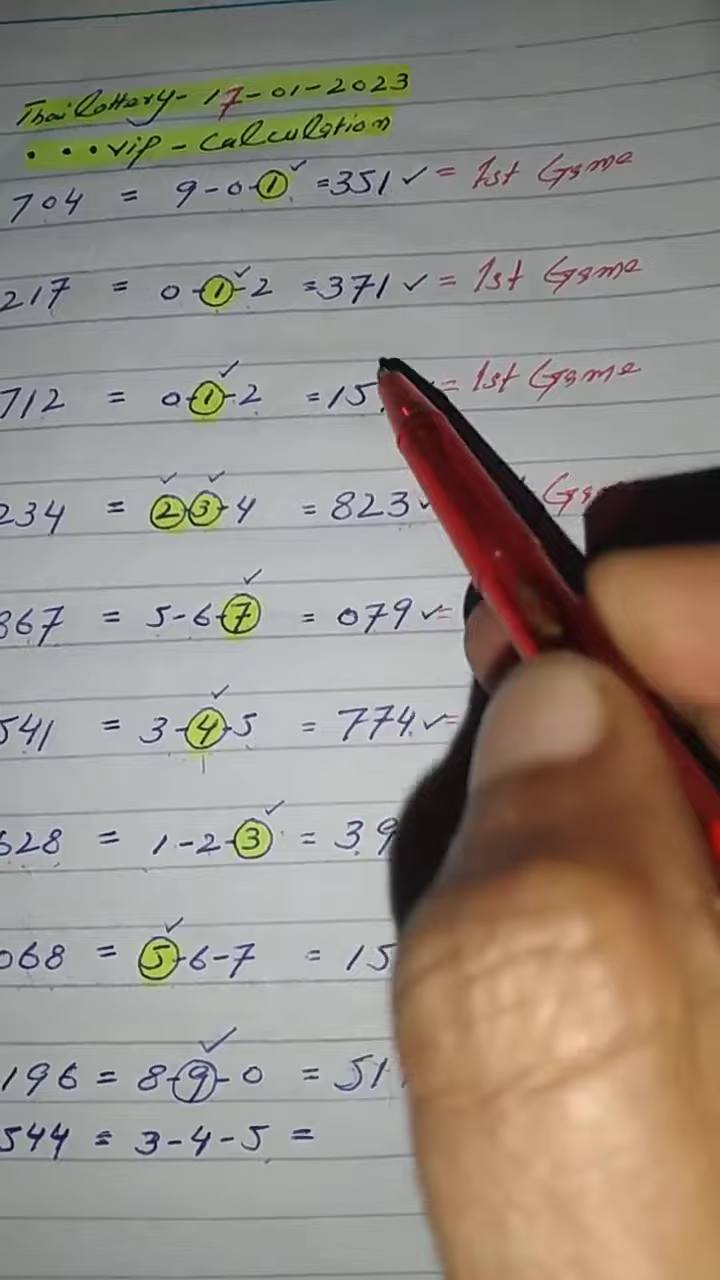 Thai Lottery- 17-01-2023
• • • vip - calculation
704 = 9-0-1 ✓ =351 ✓ = 1st Game
217 = 0-1-2 ✓ =371 ✓ = 1st Game
712 = 0-1-2 ✓ =15 = 1st Game
234 = 2-3-4 ✓ ✓ =823 ✓
867 = 5-6-7 ✓ = 079 ✓ =
541 = 3-4-5 ✓ = 774 ✓ =
628 = 1-2-3 ✓ = 39
068 = 5-6-7 ✓ = 15
196 = 8-9-0 ✓ = 51
544 = 3-4-5 =